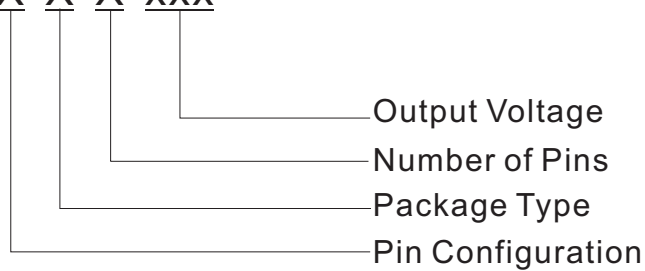 xxx
Output Voltage
Number of Pins
Package Type
Pin Configuration